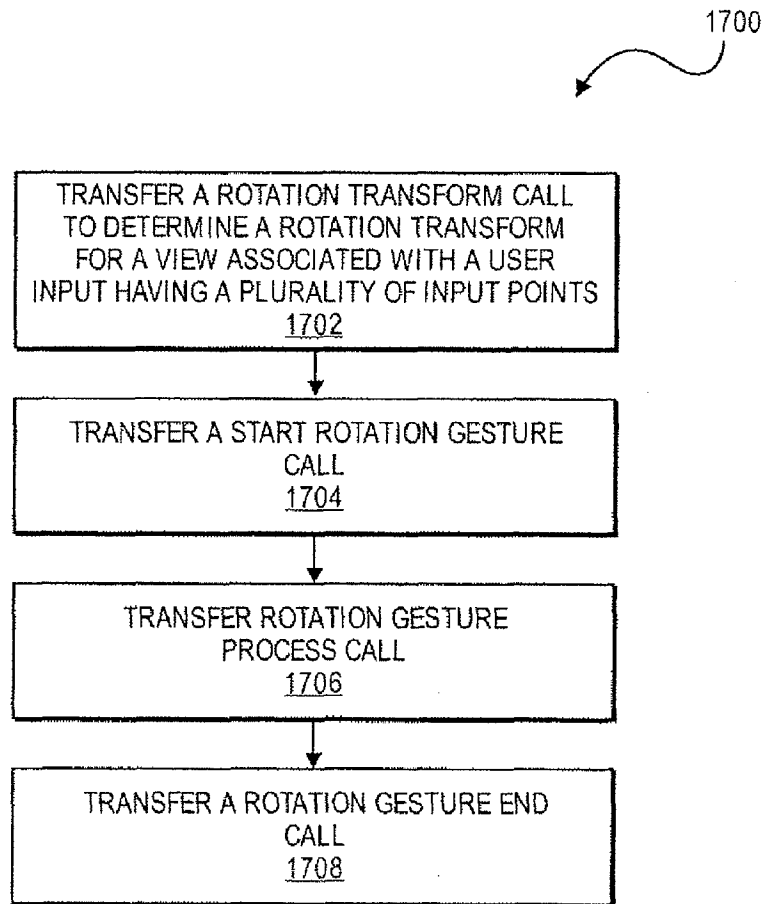 1700
TRANSFER A ROTATION TRANSFORM CALL
TO DETERMINE A ROTATION TRANSFORM
FOR A VIEW ASSOCIATED WITH A USER
INPUT HAVING A PLURALITY OF INPUT POINTS
1702
TRANSFER A START ROTATION GESTURE
CALL
1704
TRANSFER ROTATION GESTURE
PROCESS CALL
1706
TRANSFER A ROTATION GESTURE END
CALL
1708